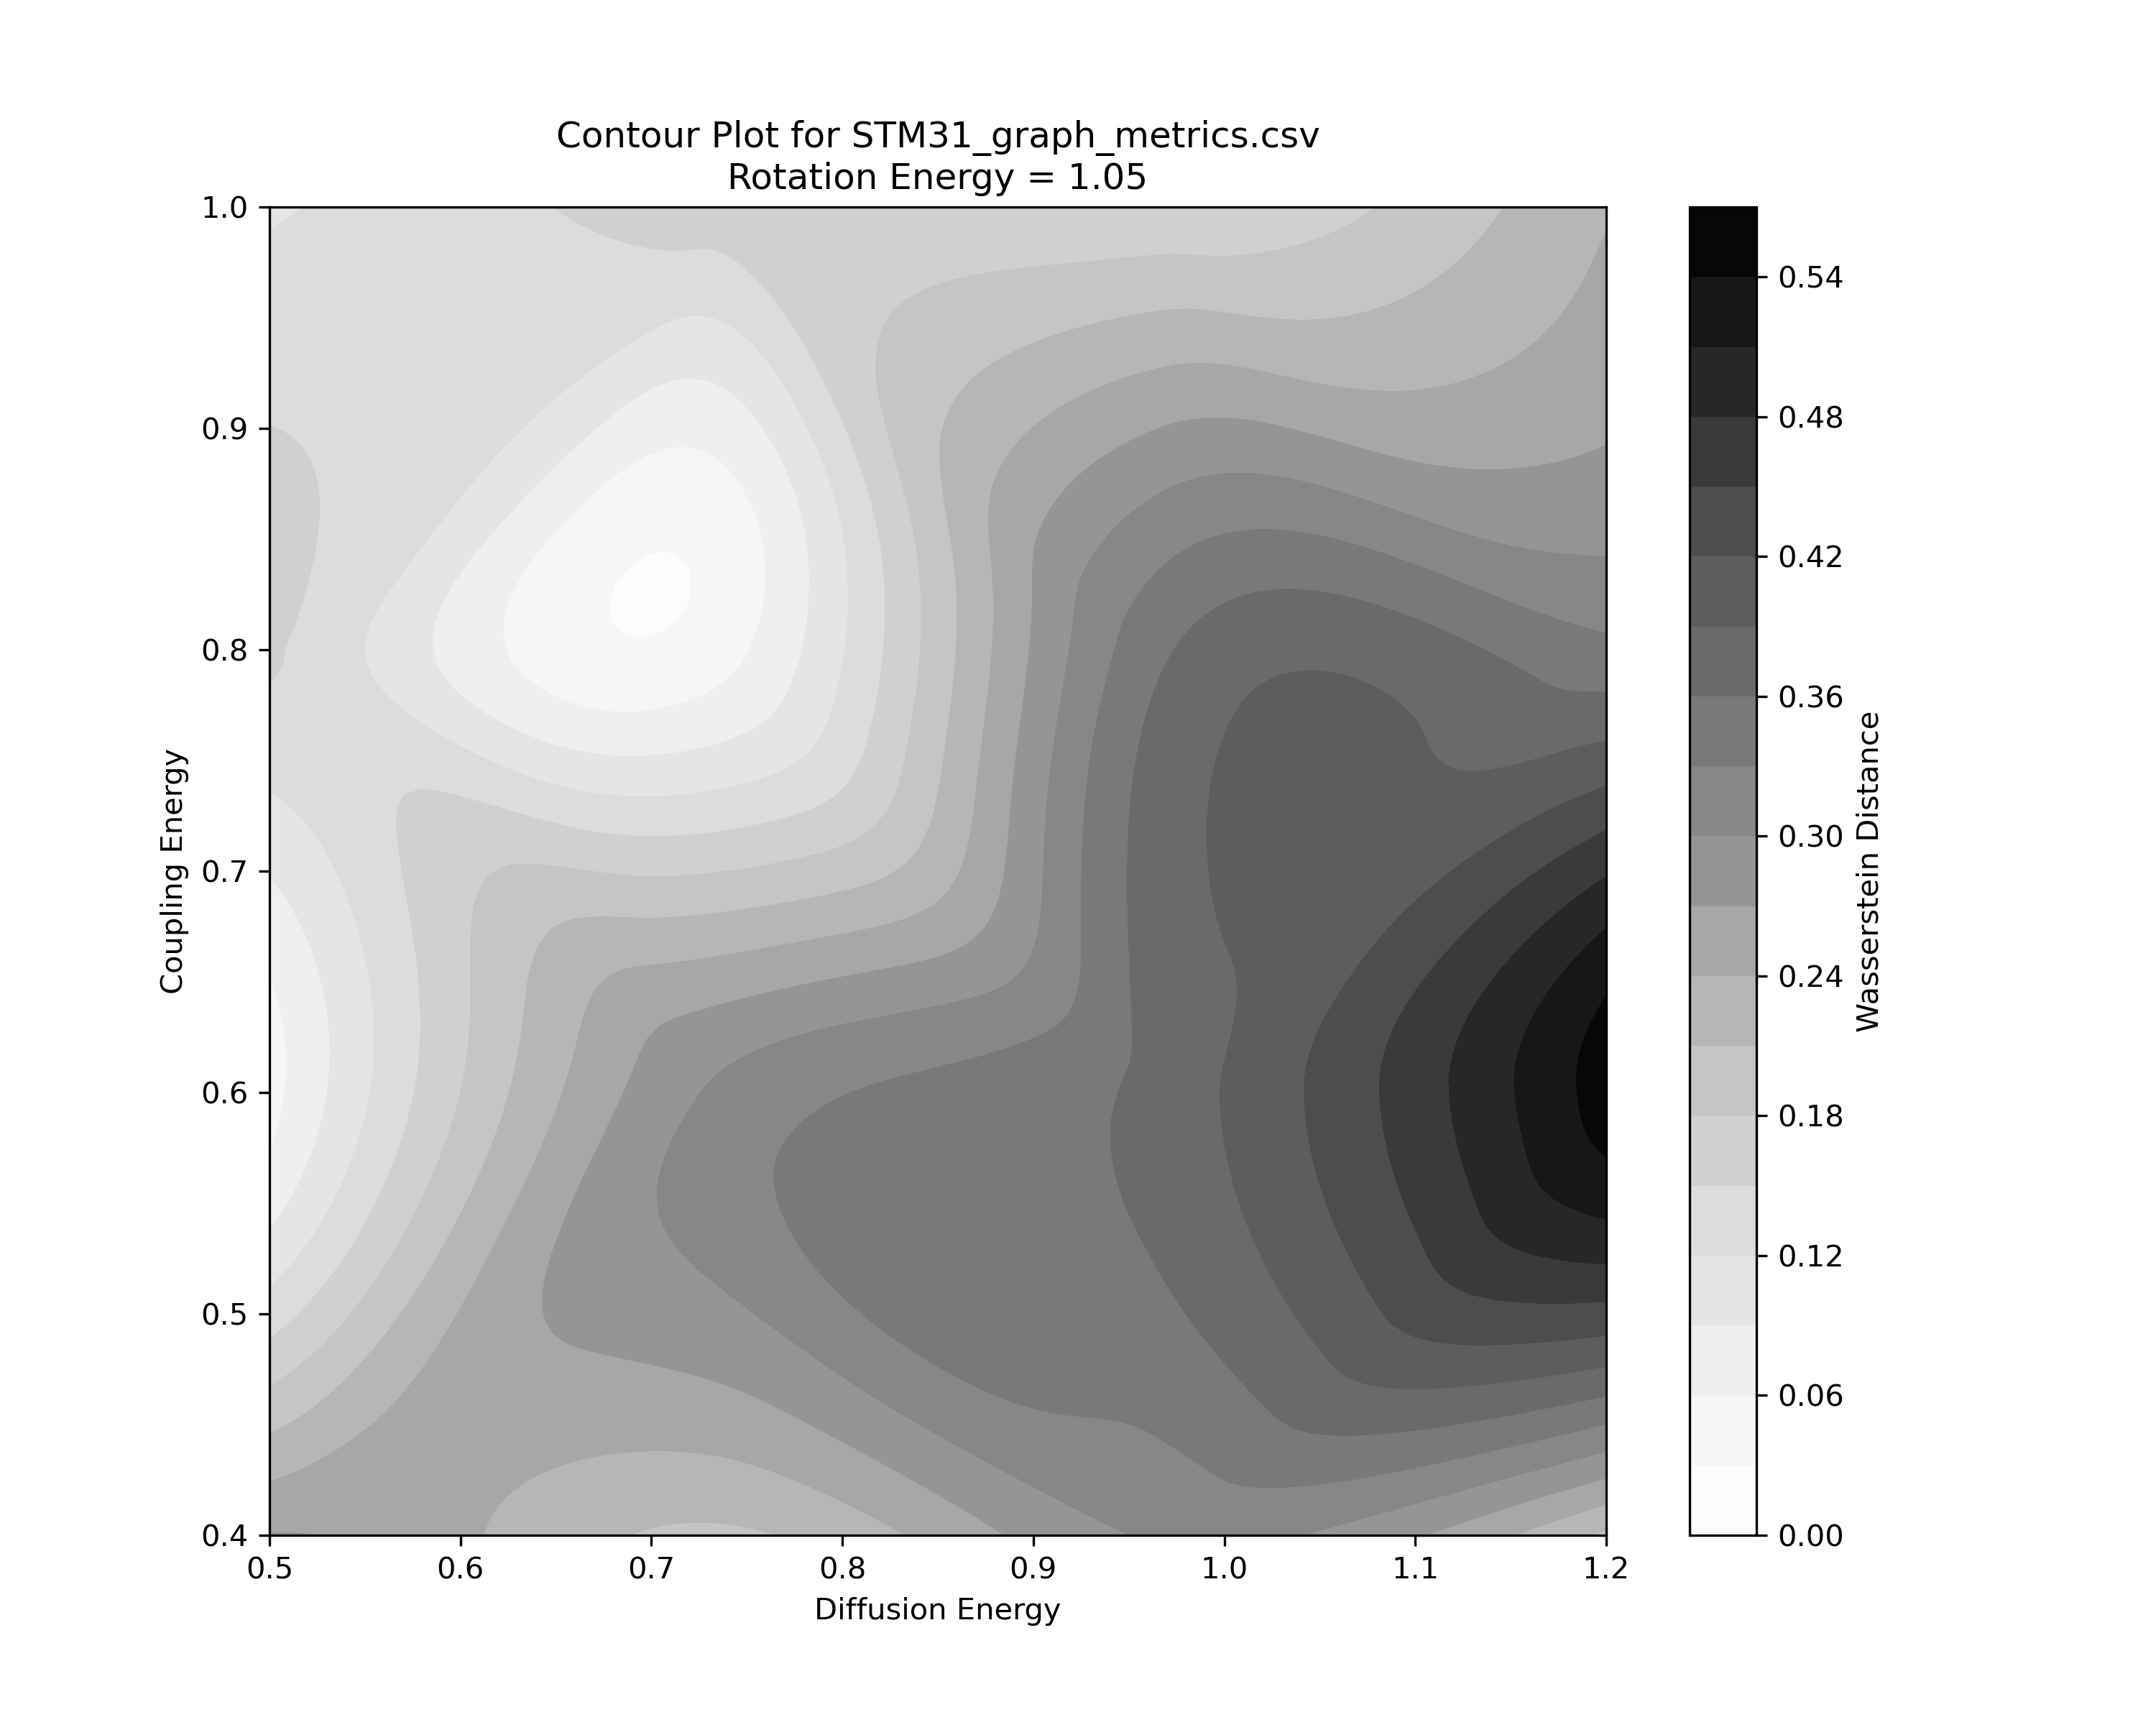 Contour Plot for STM31_graph_metrics.csv
Rotation Energy = 1.05
1.0
0.9
0.8
0.7
0.6
0.5
0.4
Coupling Energy
0.5 0.6 0.7 0.8 0.9 1.0 1.1 1.2
Diffusion Energy
0.54
0.48
0.42
0.36
0.30
0.24
0.18
0.12
0.06
0.00
Wasserstein Distance